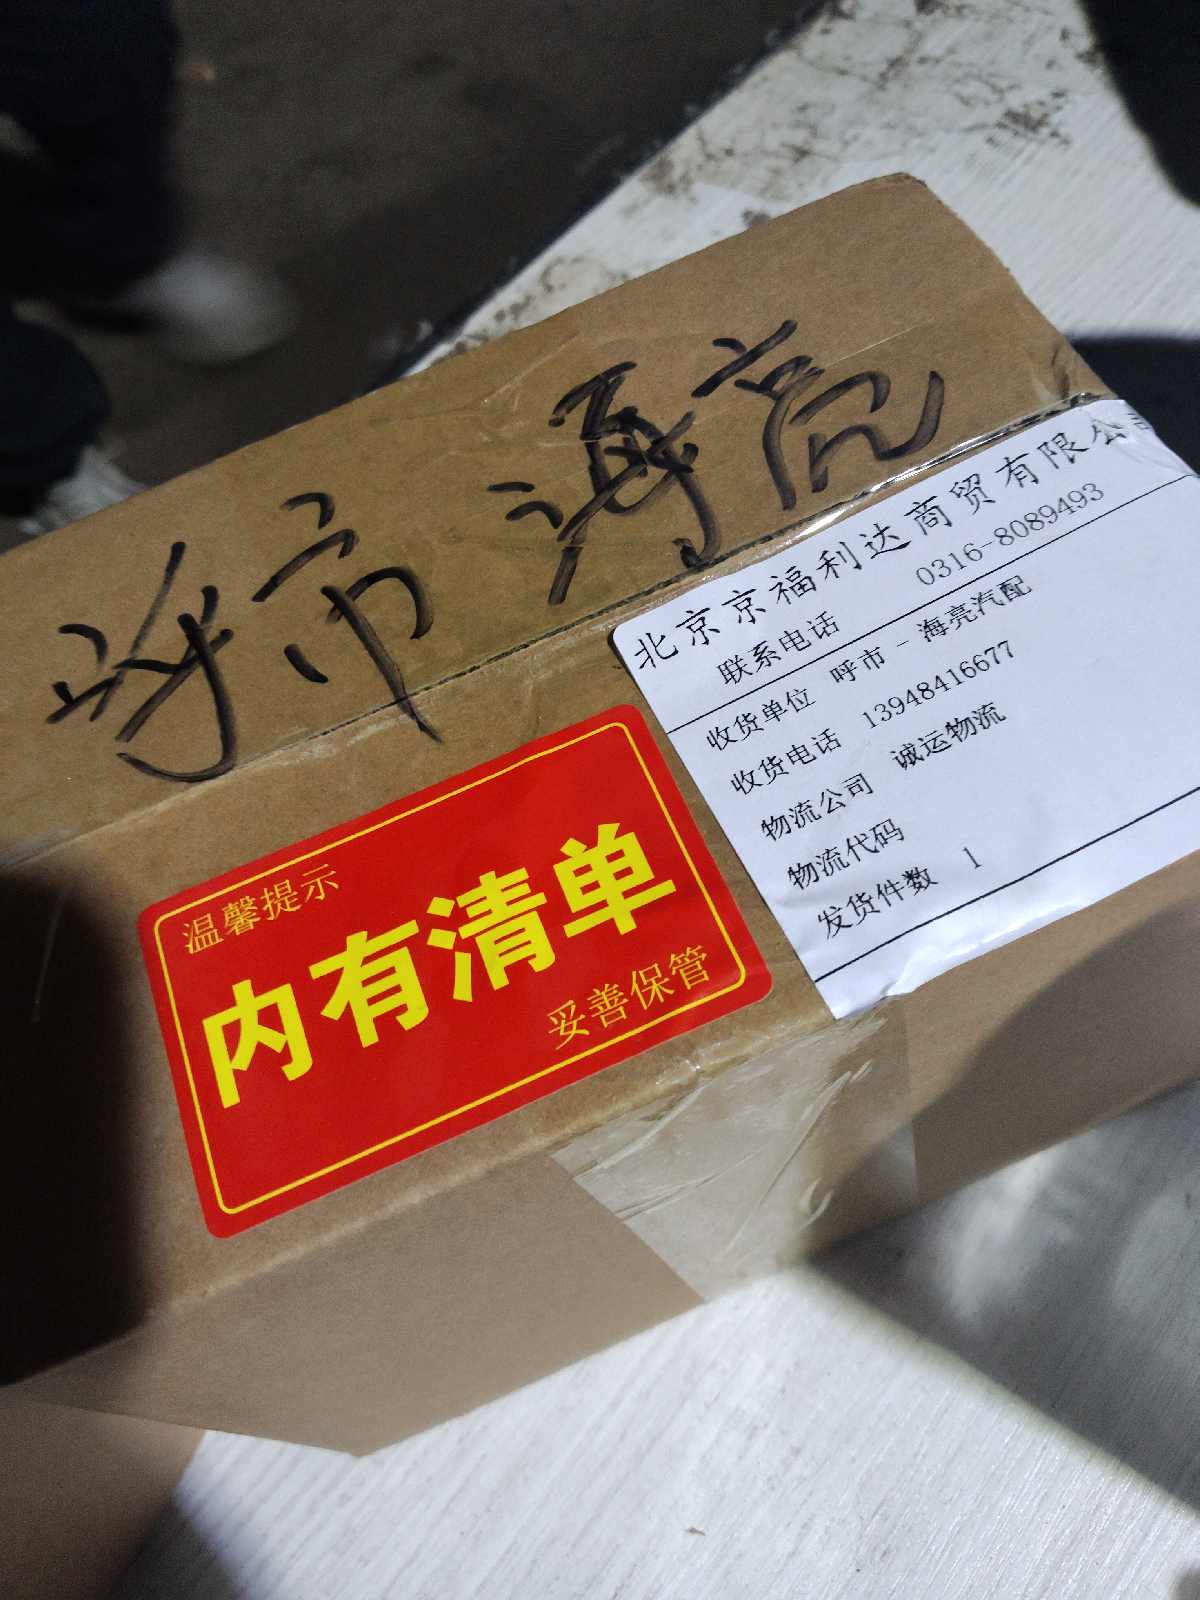 呼市 海亮
北京京福利达商贸有限公司
联系电话 0316-8089493
收货单位 呼市-海亮汽配
收货电话 13948416677
物流公司 诚运物流
物流代码
发货件数 1
温馨提示
内有清单
妥善保管